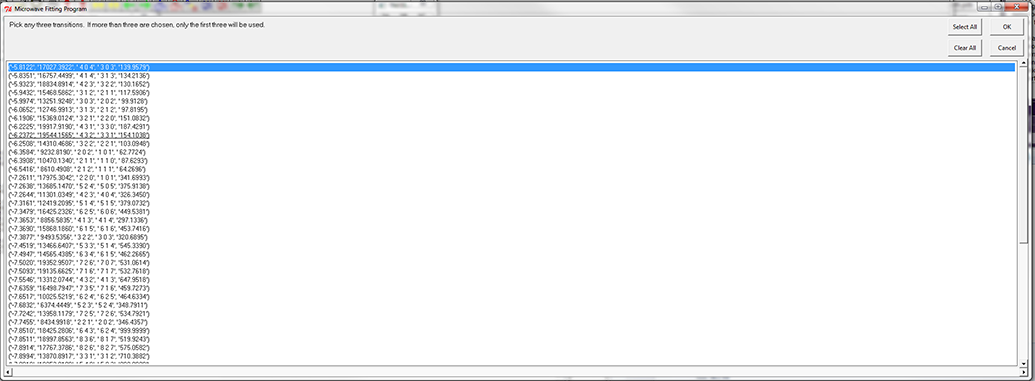 Microwave Fitting Program
Pick any three transitions. If more than three are chosen, only the first three will be used.
Select All
OK
Clear All
Cancel
('-5.8122', '17027.3922', ' 4 0 4', ' 3 0 3', '139.9579')
('-5.8351', '16757.4499', ' 4 1 4', ' 3 1 3', '134.2136')
('-5.9323', '18834.8914', ' 4 2 3', ' 3 2 2', '130.1652')
('-5.9432', '15468.5862', ' 3 1 2', ' 2 1 1', '117.5906')
('-5.9974', '13251.9248', ' 3 0 3', ' 2 0 2', ' 99.9128')
('-6.0652', '12746.9913', ' 3 1 3', ' 2 1 2', ' 97.8195')
('-6.1906', '15369.0124', ' 3 2 1', ' 2 2 0', '151.0832')
('-6.2225', '19917.9190', ' 4 3 1', ' 3 3 0', '187.4291')
('-6.2372', '19544.1565', ' 4 3 2', ' 3 3 1', '154.1038')
('-6.2508', '14310.4686', ' 3 2 2', ' 2 2 1', '103.0948')
('-6.3584', ' 9232.8190', ' 2 0 2', ' 1 0 1', ' 62.7724')
('-6.3908', '10470.1340', ' 2 1 1', ' 1 1 0', ' 87.6293')
('-6.5416', ' 8610.4908', ' 2 1 2', ' 1 1 1', ' 64.2696')
('-7.2611', '17975.3042', ' 2 2 0', ' 1 0 1', '341.6993')
('-7.2638', '13685.1470', ' 5 2 4', ' 5 0 5', '375.9138')
('-7.2644', '11301.0349', ' 4 2 3', ' 4 0 4', '326.3450')
('-7.3161', '12419.2095', ' 5 1 4', ' 5 1 5', '379.0732')
('-7.3479', '16425.2326', ' 6 2 5', ' 6 0 6', '449.5381')
('-7.3653', ' 8856.5835', ' 4 1 3', ' 4 1 4', '297.1336')
('-7.3690', '15868.1860', ' 6 1 5', ' 6 1 6', '453.7416')
('-7.3877', ' 9493.5356', ' 3 2 2', ' 3 0 3', '320.6895')
('-7.4519', '13466.6407', ' 5 3 3', ' 5 1 4', '545.3390')
('-7.4947', '14565.4385', ' 6 3 4', ' 6 1 5', '462.2665')
('-7.5020', '19352.9507', ' 7 2 6', ' 7 0 7', '531.0614')
('-7.5093', '19135.6625', ' 7 1 6', ' 7 1 7', '532.7618')
('-7.5546', '13312.0744', ' 4 3 2', ' 4 1 3', '647.9518')
('-7.6359', '16498.7947', ' 7 3 5', ' 7 1 6', '459.7273')
('-7.6517', '10025.5219', ' 6 2 4', ' 6 2 5', '464.6334')
('-7.6832', ' 6374.4449', ' 5 2 3', ' 5 2 4', '348.7911')
('-7.7242', '13958.1179', ' 7 2 5', ' 7 2 6', '534.7921')
('-7.7455', ' 8434.9918', ' 2 2 1', ' 2 0 2', '346.4357')
('-7.8510', '18425.2806', ' 6 4 3', ' 6 2 4', '999.9999')
('-7.8511', '18997.8563', ' 8 3 6', ' 8 1 7', '519.9243')
('-7.8914', '17767.3786', ' 8 2 6', ' 8 2 7', '575.0582')
('-7.8994', '13870.8917', ' 3 3 1', ' 3 1 2', '710.3882')